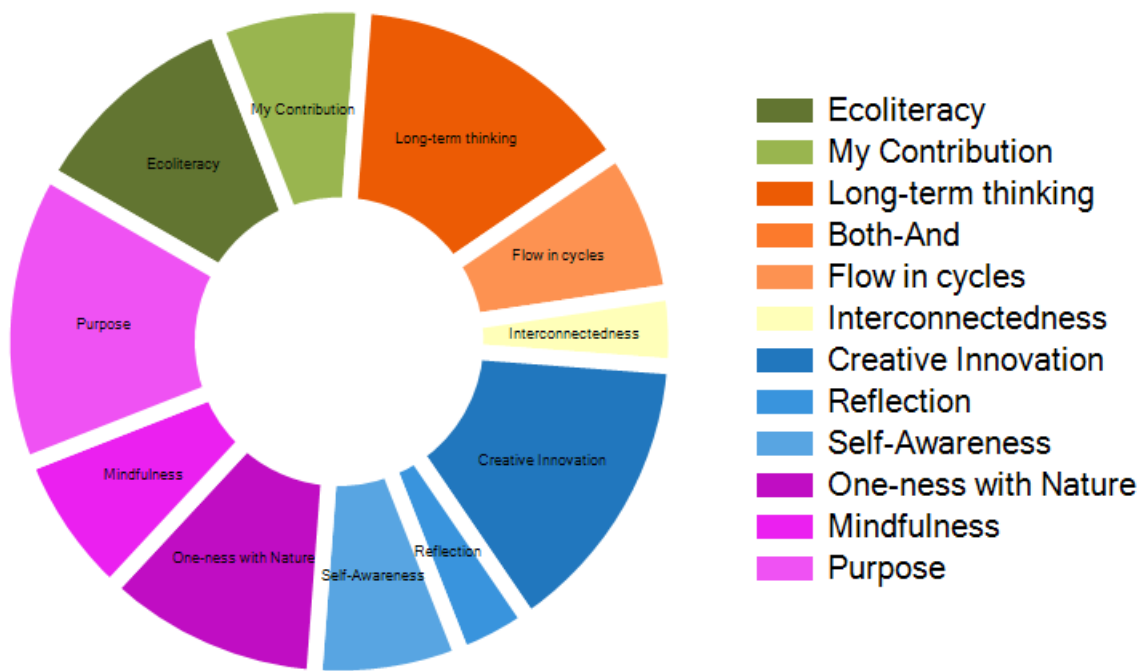 My Contribution
Long-term thinking
Ecoliteracy
Flow in cycles
Purpose
Interconnectedness
Creative Innovation
Mindfulness
Reflection
One-ness with Nature
Self-Awareness
Ecoliteracy
My Contribution
Long-term thinking
Both-And
Flow in cycles
Interconnectedness
Creative Innovation
Reflection
Self-Awareness
One-ness with Nature
Mindfulness
Purpose